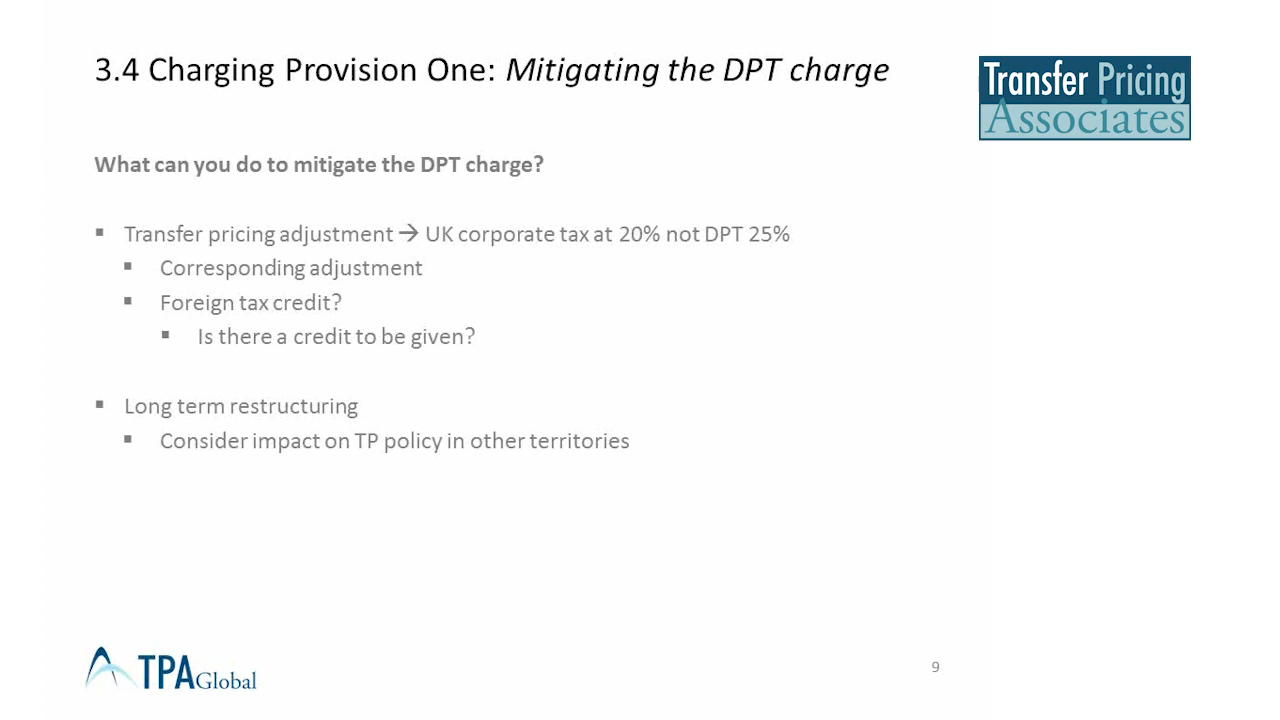 3.4 Charging Provision One: Mitigating the DPT charge
Transfer Pricing
Associates
What can you do to mitigate the DPT charge?
▪ Transfer pricing adjustment → UK corporate tax at 20% not DPT 25%
▪ Corresponding adjustment
▪ Foreign tax credit?
▪ Is there a credit to be given?
▪ Long term restructuring
▪ Consider impact on TP policy in other territories
TPA Global
9